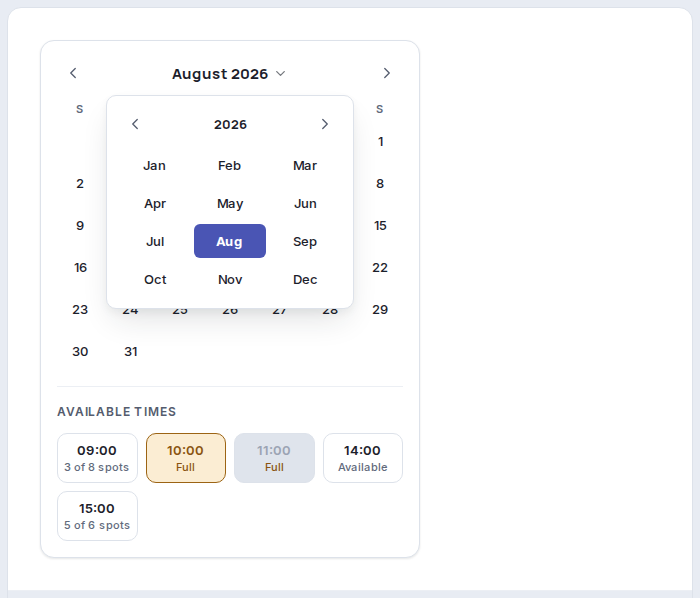 August 2026
S S
2026
1
Jan Feb Mar
2 8
Apr May Jun
9 15
Jul Aug Sep
16 22
Oct Nov Dec
23 24 25 26 27 28 29
30 31
AVAILABLE TIMES
09:00 10:00 11:00 14:00
3 of 8 spots Full Full Available
15:00
5 of 6 spots